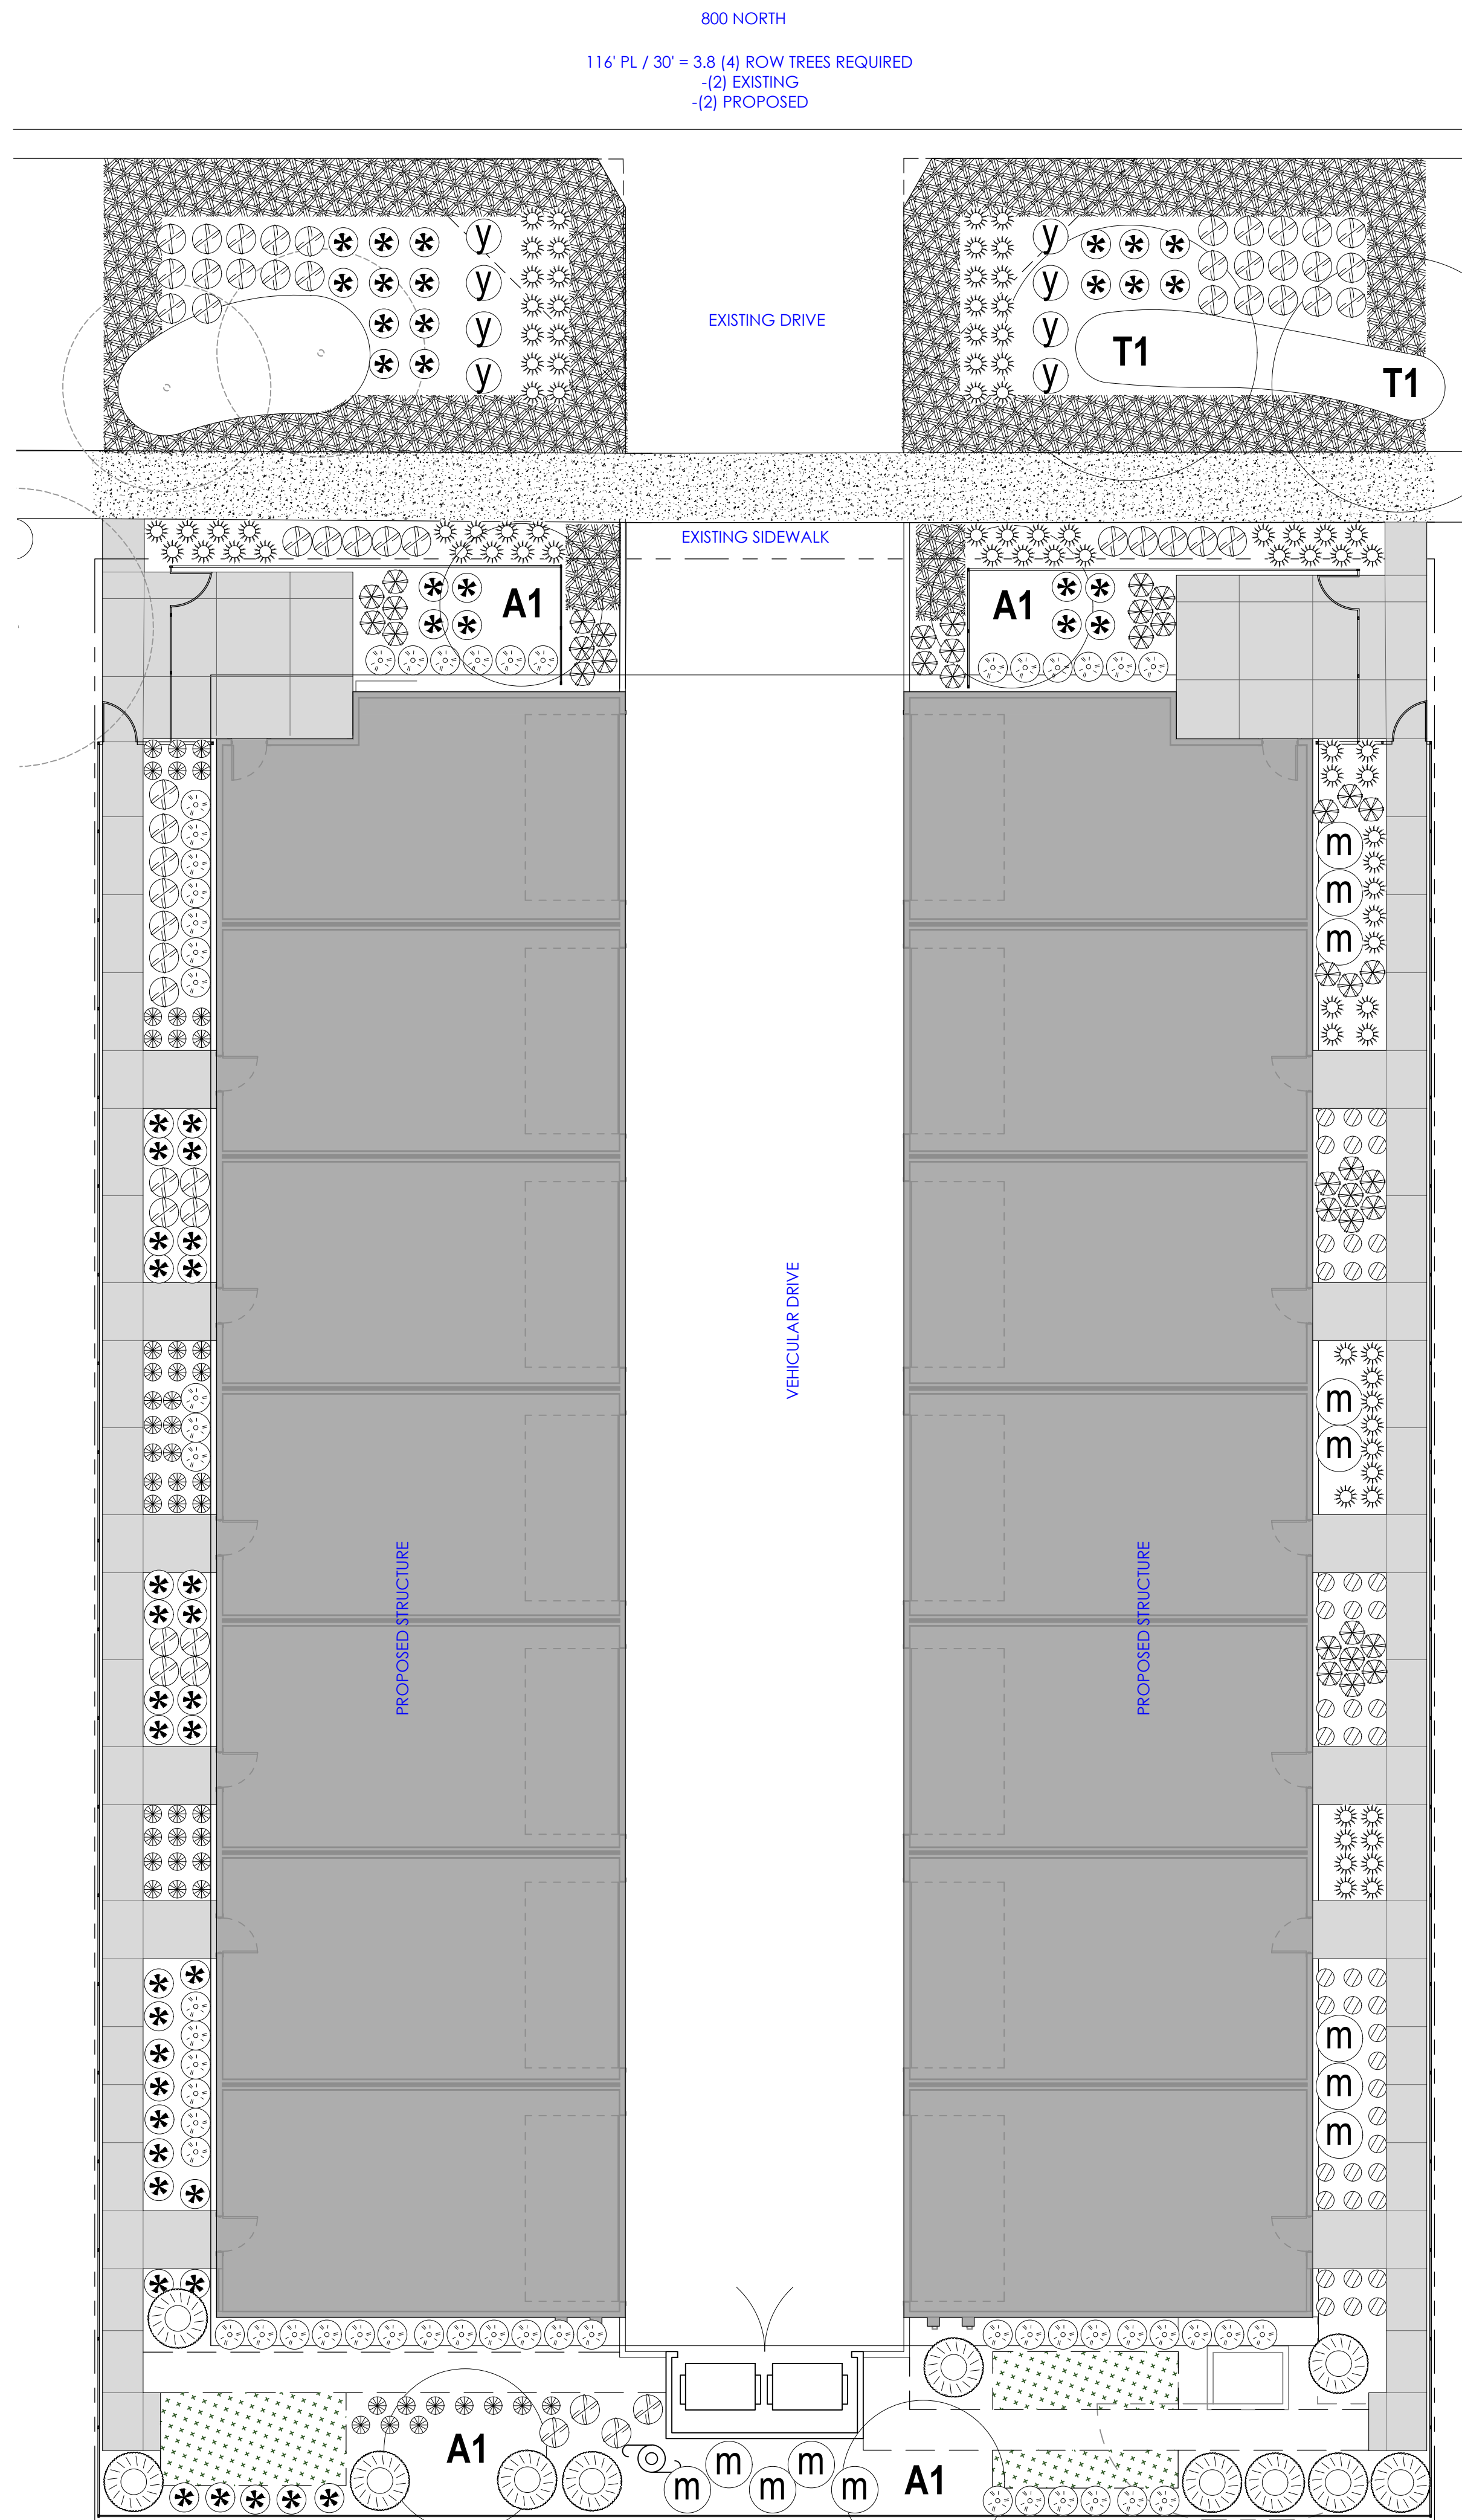 800 NORTH
116' PL / 30' = 3.8 (4) ROW TREES REQUIRED
-(2) EXISTING
-(2) PROPOSED
y
y
y
y
y
y
y
y
EXISTING DRIVE
T1
T1
EXISTING SIDEWALK
A1
A1
m
m
m
VEHICULAR DRIVE
m
m
PROPOSED STRUCTURE
PROPOSED STRUCTURE
m
m
m
A1
m
m
m
m
m
A1